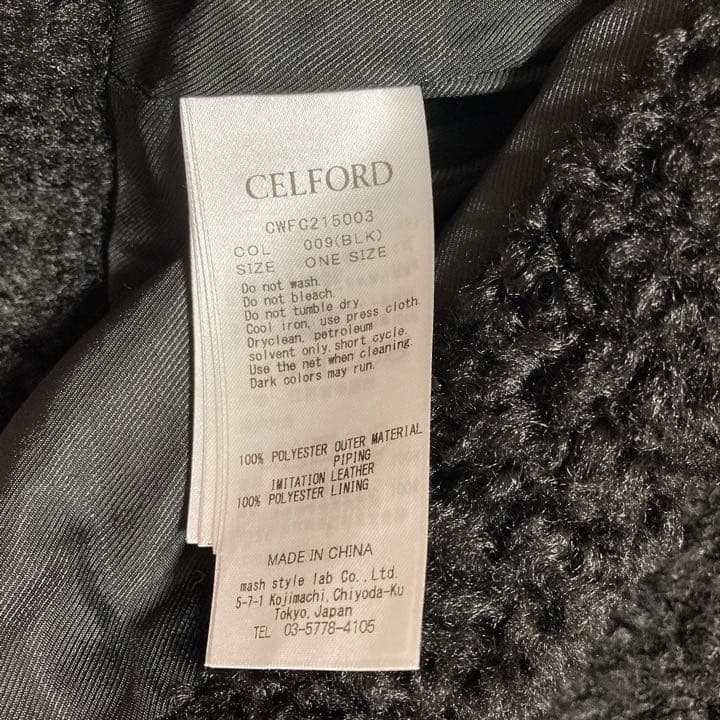 CELFORD
CWFC215003
COL 009(BLK)
SIZE ONE SIZE
Do not wash.
Do not bleach.
Do not tumble dry.
Cool iron, use press cloth.
Dryclean, petroleum
solvent only, short cycle.
Use the net when cleaning.
Dark colors may run.
100% POLYESTER OUTER MATERIAL
PIPING
IMITATION LEATHER
100% POLYESTER LINING
MADE IN CHINA
mash style lab Co., Ltd.
5-7-1 Kojimachi, Chiyoda-Ku
Tokyo, Japan
TEL 03-5778-4105